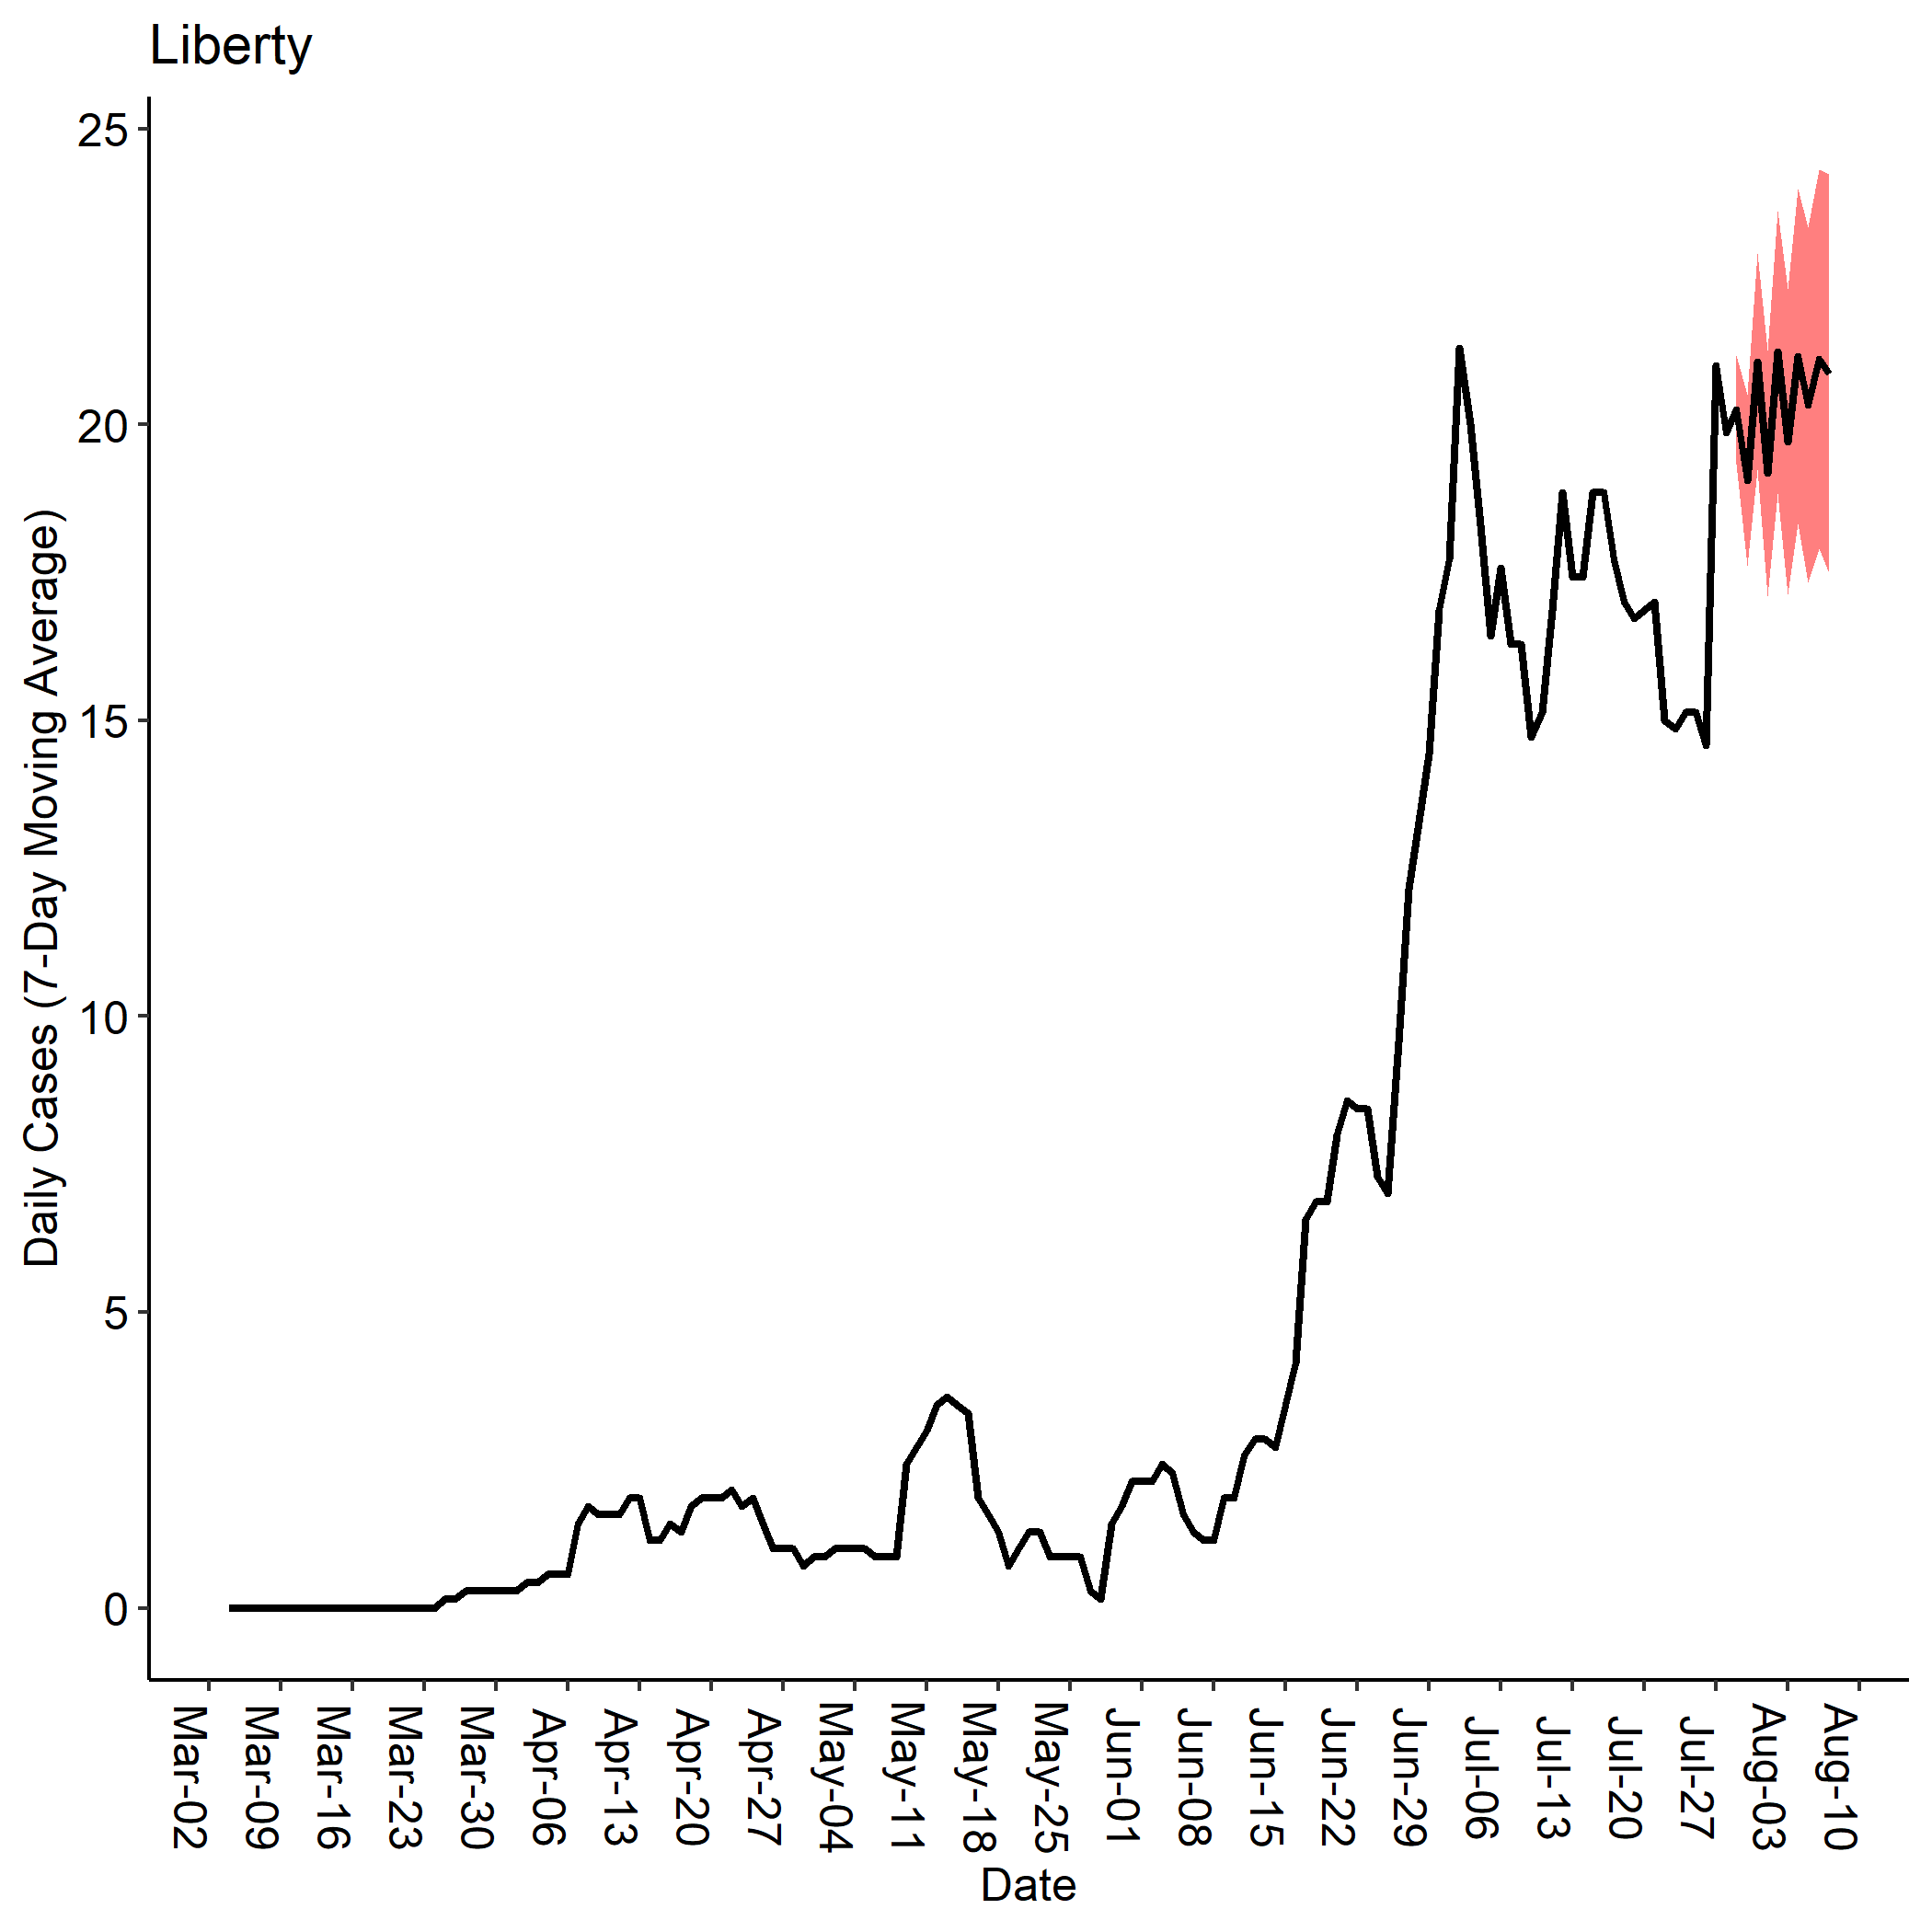 Liberty
Daily Cases (7-Day Moving Average)
25
20
15
10
5
0
Mar-02
Mar-09
Mar-16
Mar-23
Mar-30
Apr-06
Apr-13
Apr-20
Apr-27
May-04
May-11
May-18
May-25
Jun-01
Jun-08
Jun-15
Jun-22
Jun-29
Jul-06
Jul-13
Jul-20
Jul-27
Aug-03
Aug-10
Date